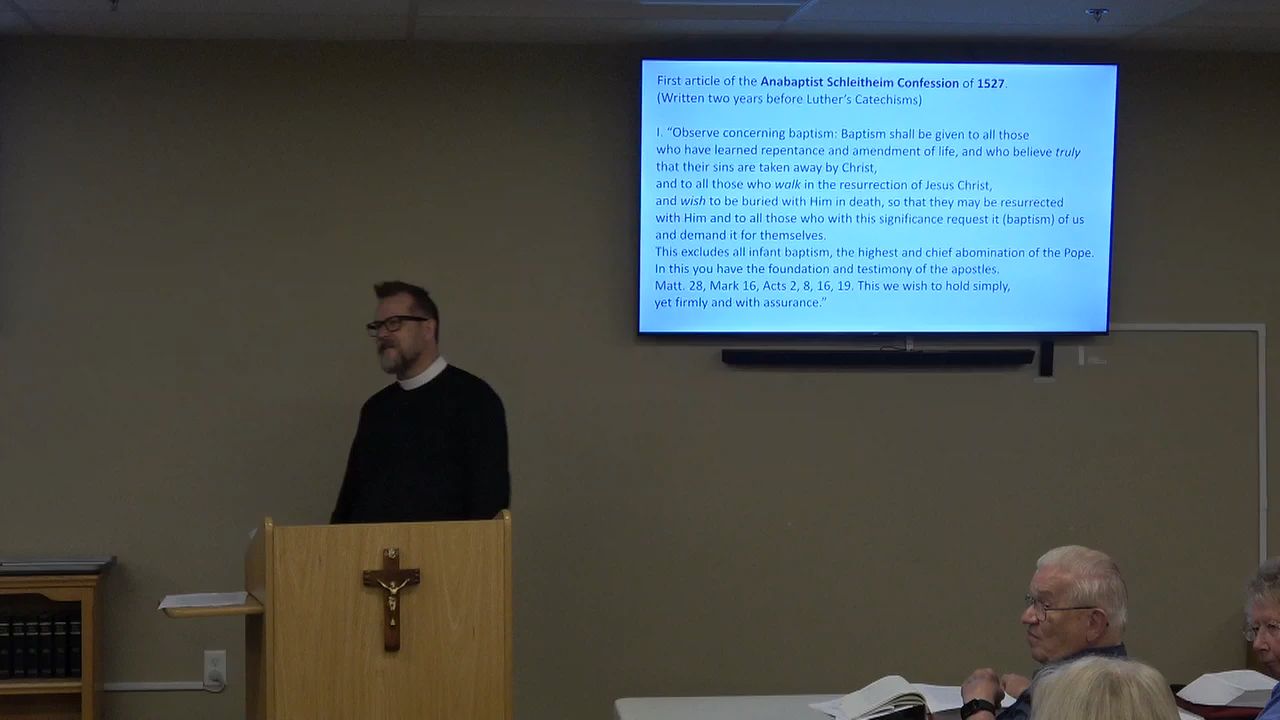 First article of the Anabaptist Schleitheim Confession of 1527.
(Written two years before Luther's Catechisms)
I. “Observe concerning baptism: Baptism shall be given to all those
who have learned repentance and amendment of life, and who believe truly
that their sins are taken away by Christ,
and to all those who walk in the resurrection of Jesus Christ,
and wish to be buried with Him in death, so that they may be resurrected
with Him and to all those who with this significance request it (baptism) of us
and demand it for themselves.
This excludes all infant baptism, the highest and chief abomination of the Pope.
In this you have the foundation and testimony of the apostles.
Matt. 28, Mark 16, Acts 2, 8, 16, 19. This we wish to hold simply,
yet firmly and with assurance.”